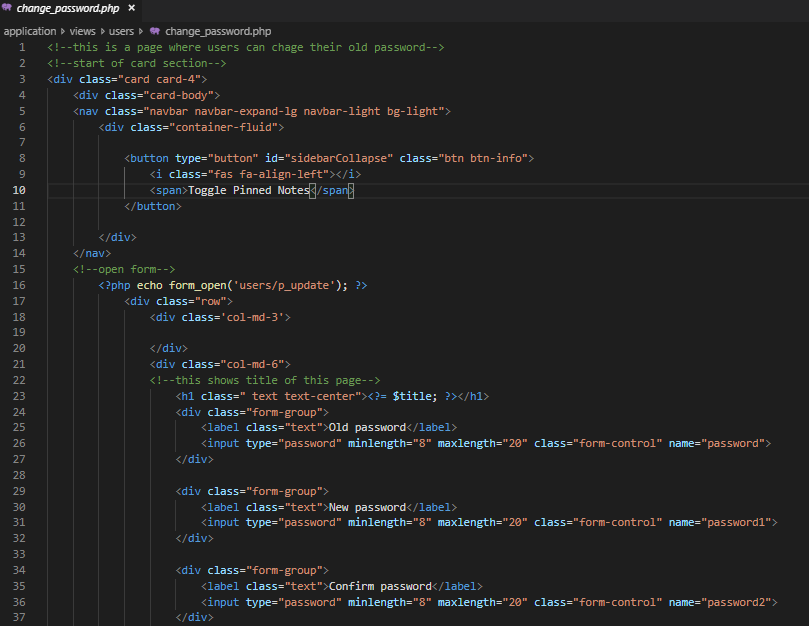 change_password.php ×
application > views > users > change_password.php
1 <!--this is a page where users can chage their old password-->
2 <!--start of card section-->
3 <div class="card card-4">
4 <div class="card-body">
5 <nav class="navbar navbar-expand-lg navbar-light bg-light">
6 <div class="container-fluid">
7
8 <button type="button" id="sidebarCollapse" class="btn btn-info">
9 <i class="fas fa-align-left"></i>
10 <span>Toggle Pinned Notes</span>
11 </button>
12
13 </div>
14 </nav>
15 <!--open form-->
16 <?php echo form_open('users/p_update'); ?>
17 <div class="row">
18 <div class='col-md-3'>
19
20 </div>
21 <div class="col-md-6">
22 <!--this shows title of this page-->
23 <h1 class=" text text-center"><?= $title; ?></h1>
24 <div class="form-group">
25 <label class="text">Old password</label>
26 <input type="password" minlength="8" maxlength="20" class="form-control" name="password">
27 </div>
28
29 <div class="form-group">
30 <label class="text">New password</label>
31 <input type="password" minlength="8" maxlength="20" class="form-control" name="password1">
32 </div>
33
34 <div class="form-group">
35 <label class="text">Confirm password</label>
36 <input type="password" minlength="8" maxlength="20" class="form-control" name="password2">
37 </div>